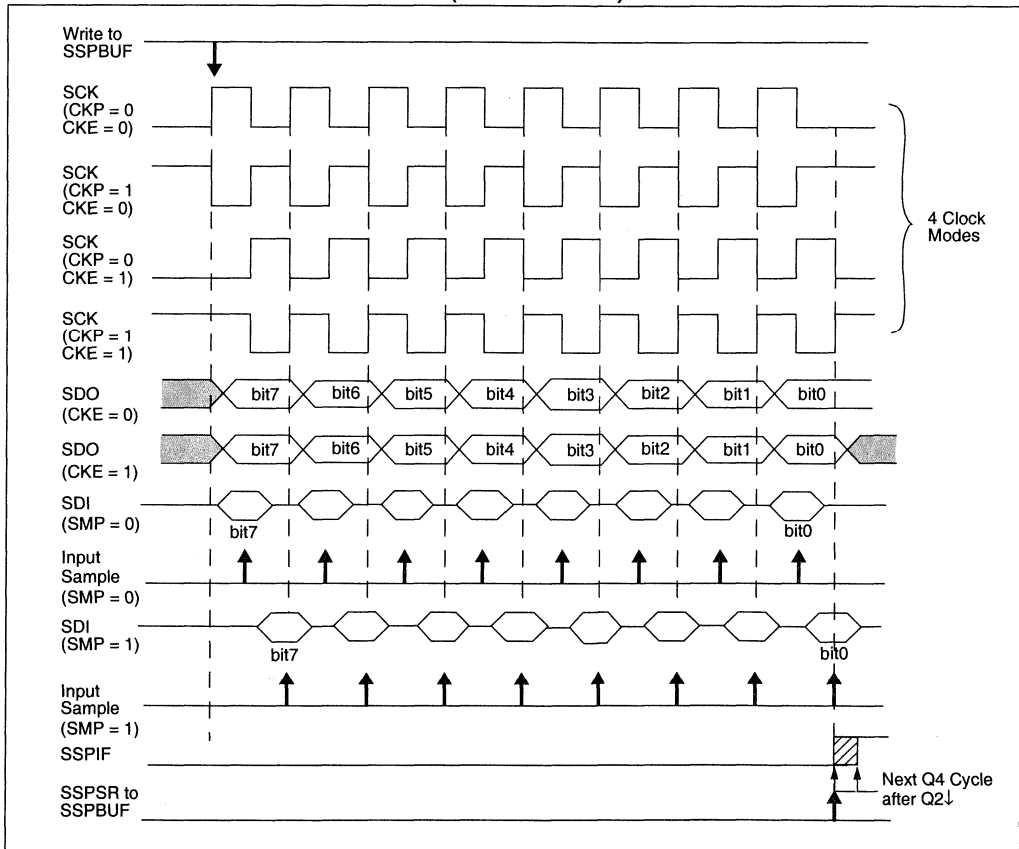 Write to
SSPBUF
SCK
(CKP = 0
CKE = 0)
SCK
(CKP = 1
CKE = 0)
SCK
(CKP = 0
CKE = 1)
SCK
(CKP = 1
CKE = 1)
4 Clock
Modes
SDO
(CKE = 0)
bit7 bit6 bit5 bit4 bit3 bit2 bit1 bit0
SDO
(CKE = 1)
bit7 bit6 bit5 bit4 bit3 bit2 bit1 bit0
SDI
(SMP = 0)
bit7 bit0
Input
Sample
(SMP = 0)
SDI
(SMP = 1)
bit7 bit0
Input
Sample
(SMP = 1)
SSPIF
Next Q4 Cycle
after Q2↓
SSPSR to
SSPBUF